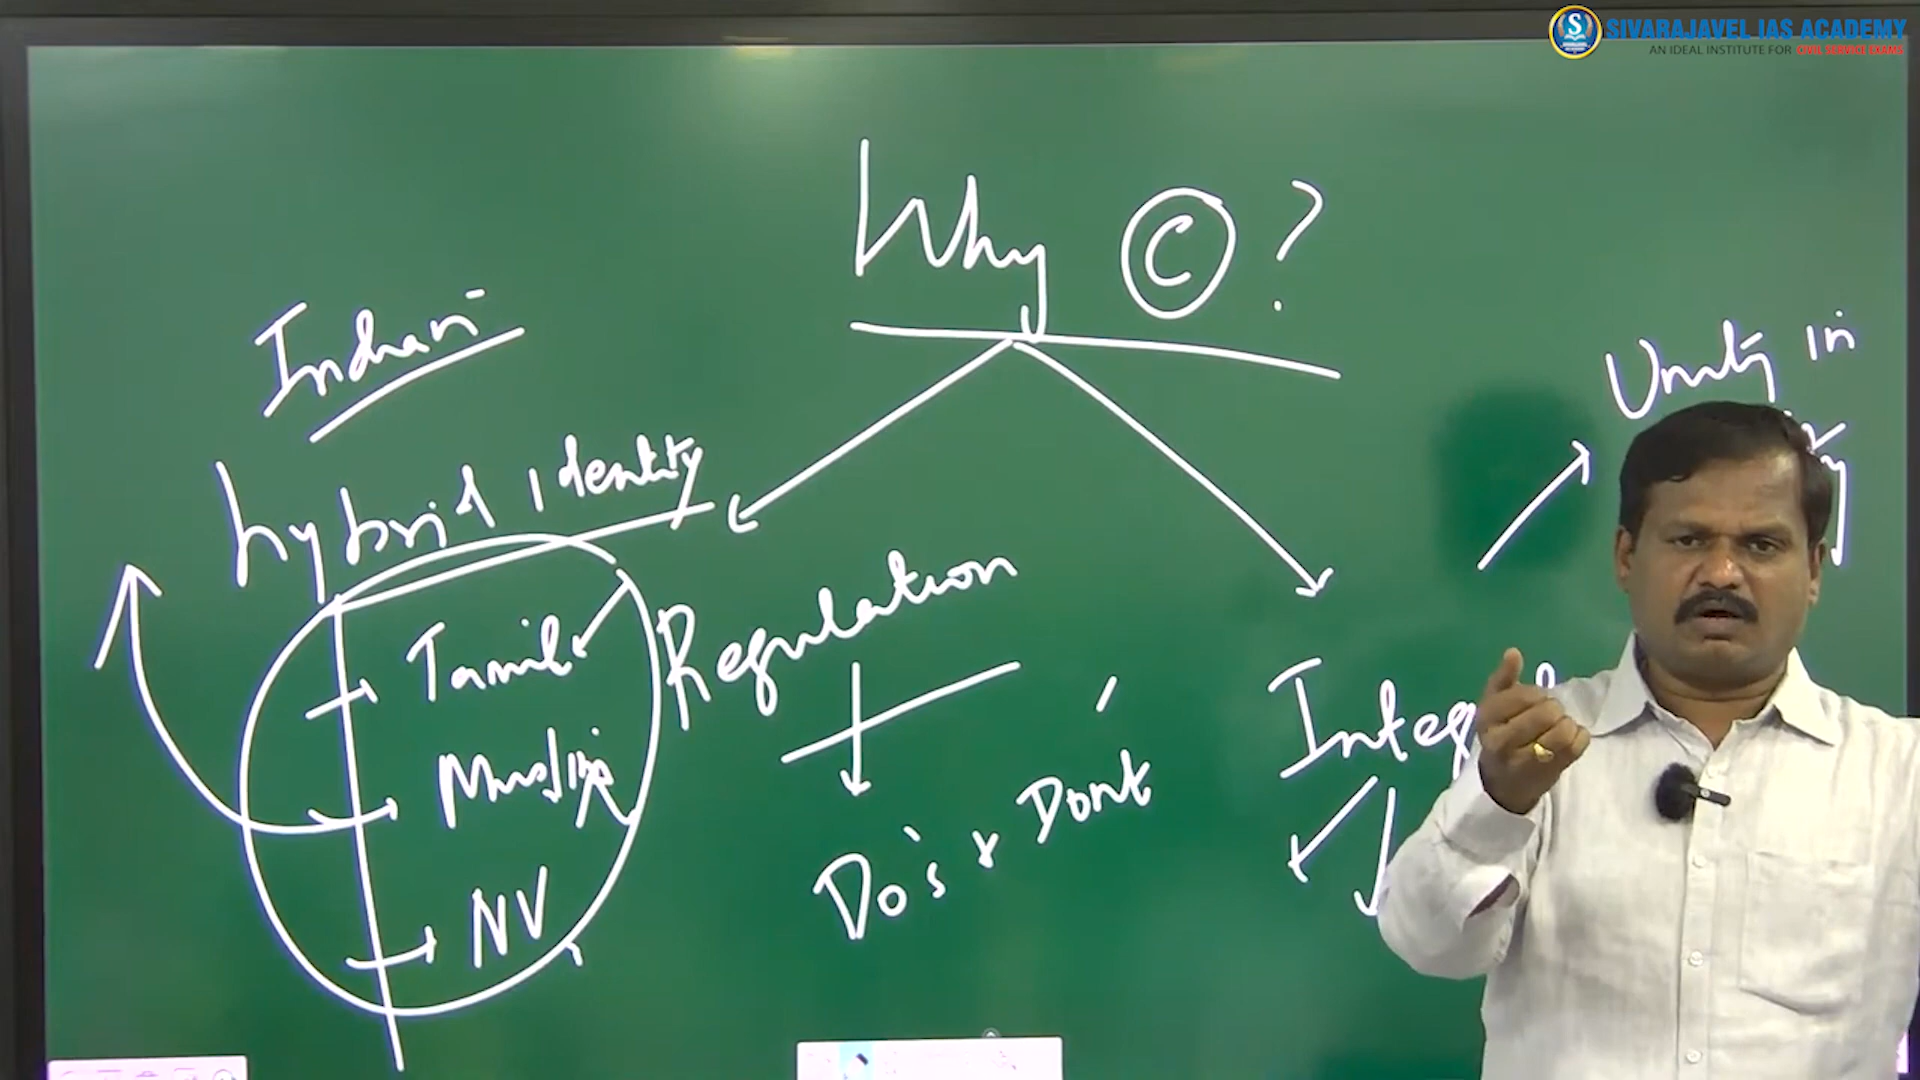 SIVARAJAVEL IAS ACADEMY
AN IDEAL INSTITUTE FOR CIVIL SERVICE EXAMS
Why © ?
Indian
hybrid identity
Tamil
Muslim
NV
Regulation
Do's & Dont
Integ
Unity in